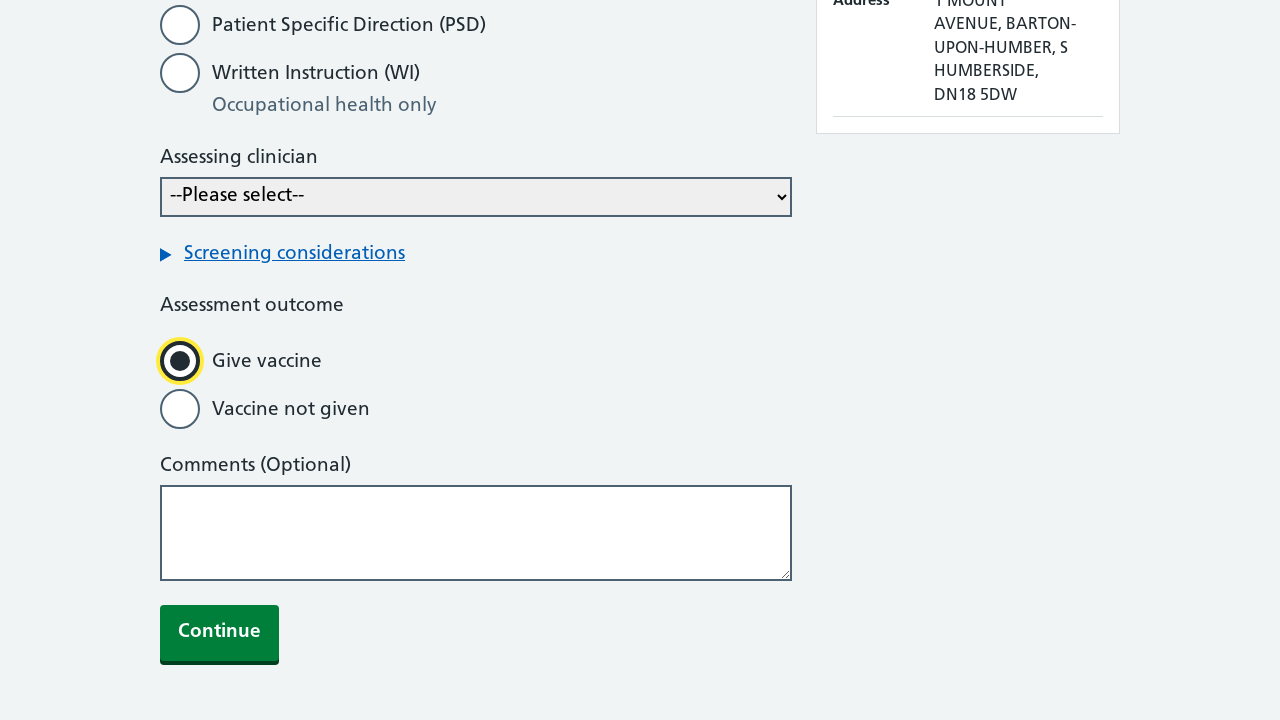 Patient Specific Direction (PSD)
Written Instruction (WI)
Occupational health only
Assessing clinician
--Please select--
Screening considerations
Assessment outcome
Give vaccine
Vaccine not given
Comments (Optional)
Continue
Address
1 MOUNT
AVENUE, BARTON-
UPON-HUMBER, S
HUMBERSIDE,
DN18 5DW